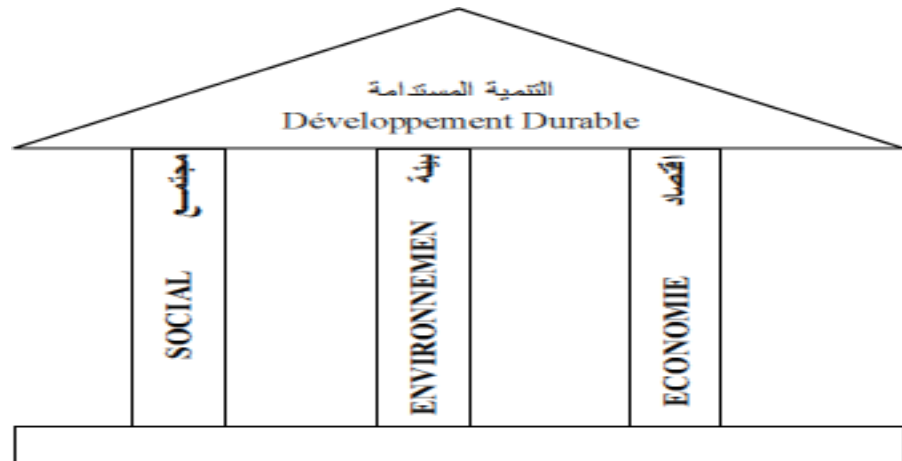 التنمية المستدامة
Développement Durable
مجتمع
SOCIAL
بيئة
ENVIRONNEMEN
اقتصاد
ECONOMIE